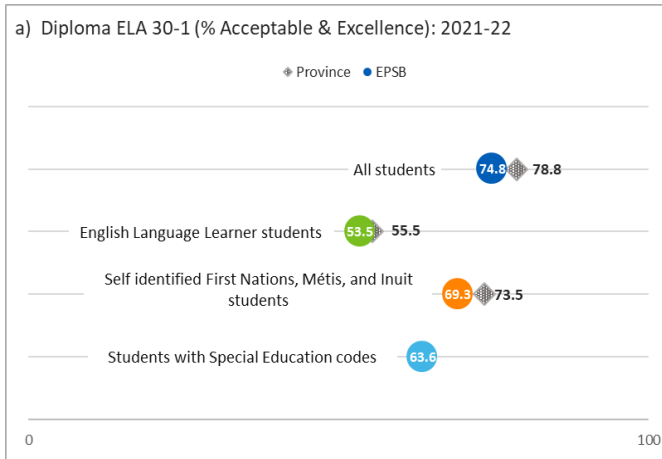 a) Diploma ELA 30-1 (% Acceptable & Excellence): 2021-22
Province EPSB
All students 74.8 78.8
English Language Learner students 53.5 55.5
Self identified First Nations, Métis, and Inuit
students 69.3 73.5
Students with Special Education codes 63.6
0 100